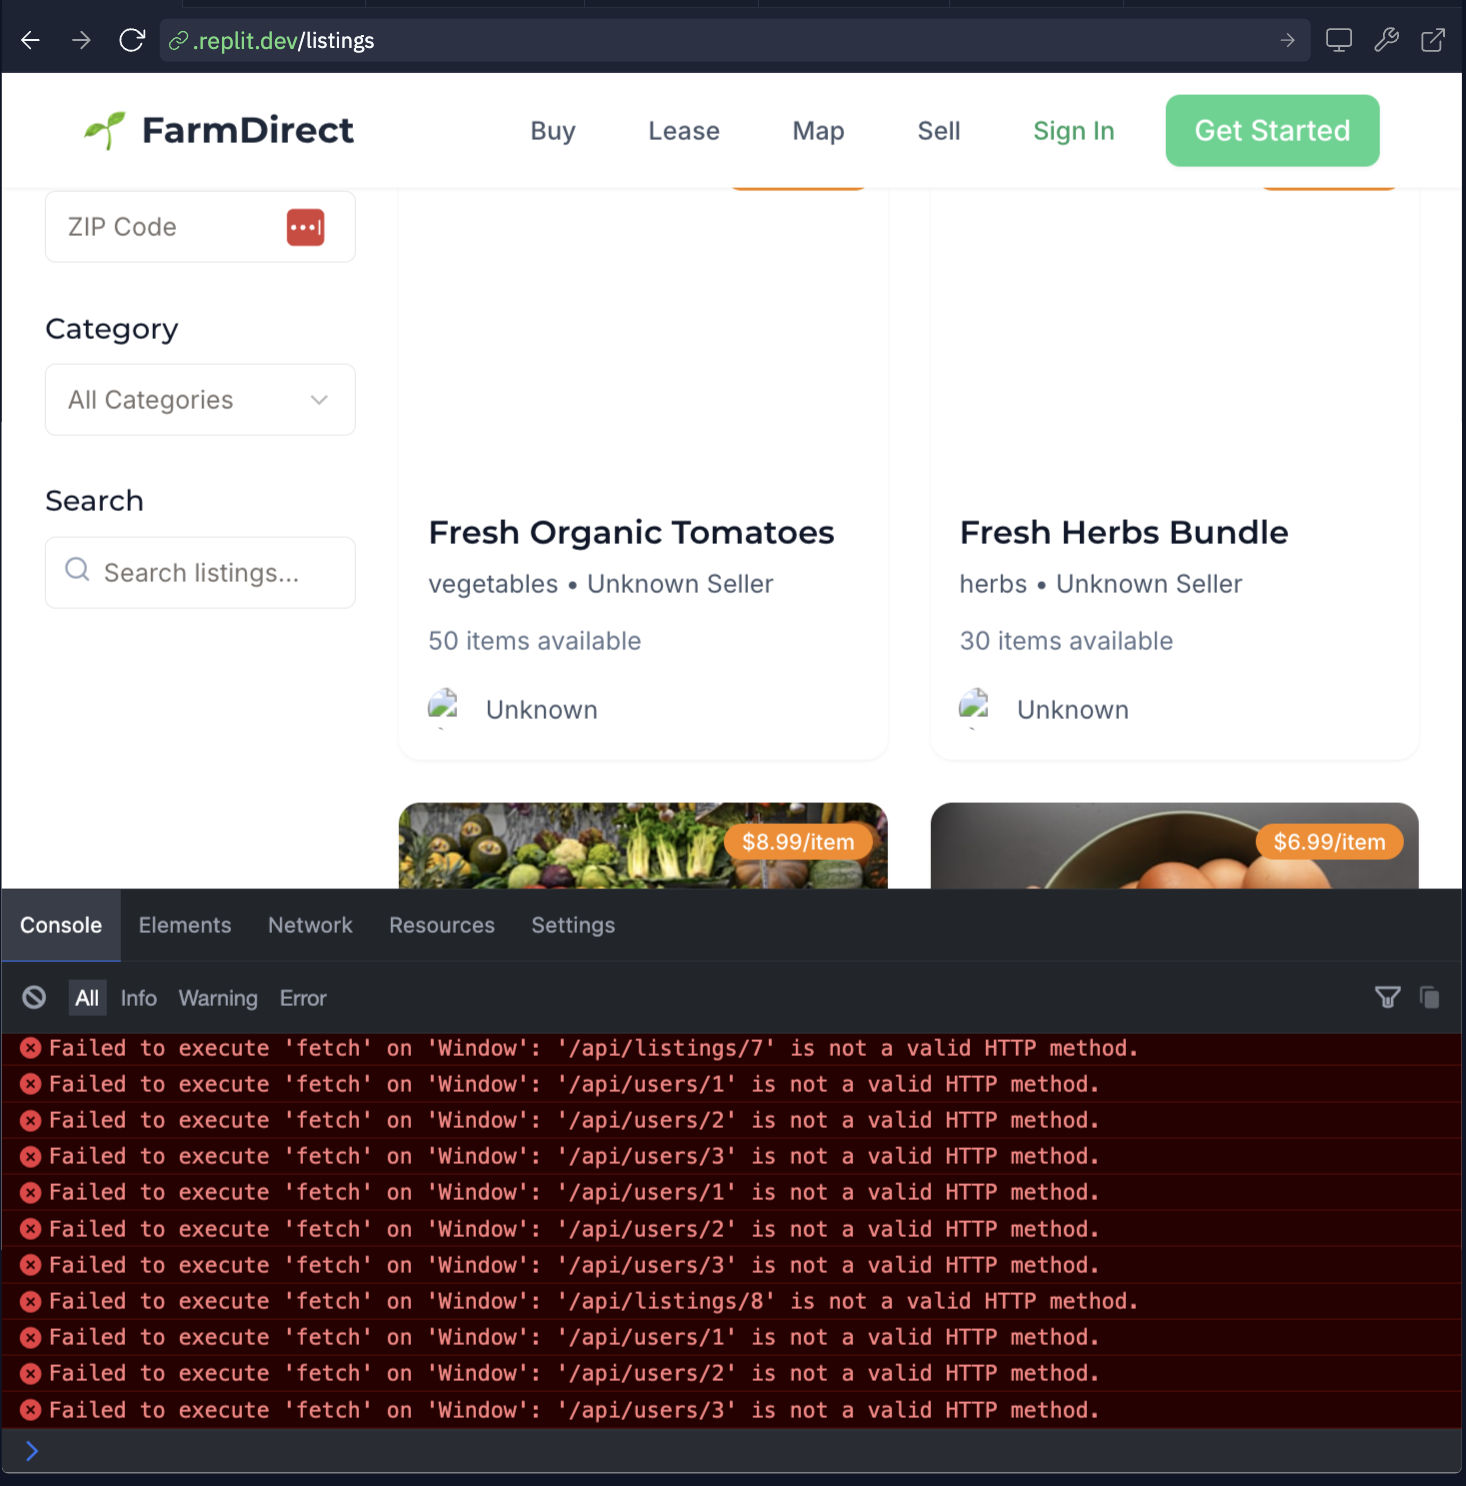 .replit.dev/listings
FarmDirect
Buy
Lease
Map
Sell
Sign In
Get Started
ZIP Code
Category
All Categories
Search
Search listings...
Fresh Organic Tomatoes
vegetables • Unknown Seller
50 items available
Unknown
Fresh Herbs Bundle
herbs • Unknown Seller
30 items available
Unknown
$8.99/item
$6.99/item
Console
Elements
Network
Resources
Settings
All
Info
Warning
Error
Failed to execute 'fetch' on 'Window': '/api/listings/7' is not a valid HTTP method.
Failed to execute 'fetch' on 'Window': '/api/users/1' is not a valid HTTP method.
Failed to execute 'fetch' on 'Window': '/api/users/2' is not a valid HTTP method.
Failed to execute 'fetch' on 'Window': '/api/users/3' is not a valid HTTP method.
Failed to execute 'fetch' on 'Window': '/api/users/1' is not a valid HTTP method.
Failed to execute 'fetch' on 'Window': '/api/users/2' is not a valid HTTP method.
Failed to execute 'fetch' on 'Window': '/api/users/3' is not a valid HTTP method.
Failed to execute 'fetch' on 'Window': '/api/listings/8' is not a valid HTTP method.
Failed to execute 'fetch' on 'Window': '/api/users/1' is not a valid HTTP method.
Failed to execute 'fetch' on 'Window': '/api/users/2' is not a valid HTTP method.
Failed to execute 'fetch' on 'Window': '/api/users/3' is not a valid HTTP method.